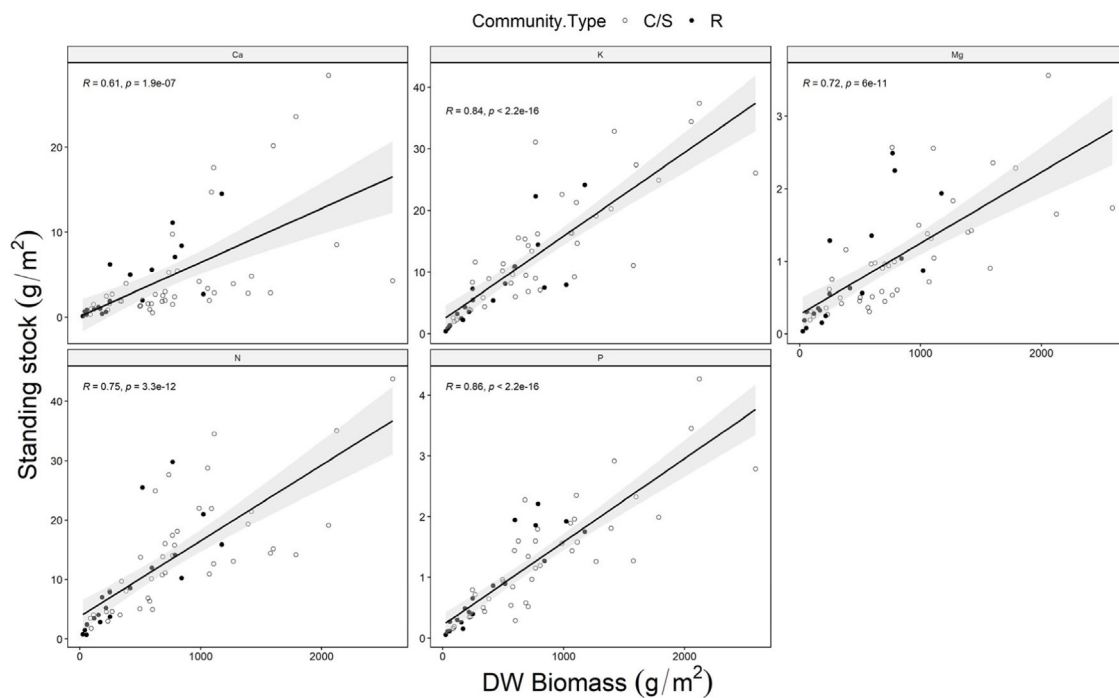 Community.Type C/S R
Ca K Mg
R = 0.61, p = 1.9e-07
R = 0.84, p < 2.2e-16
R = 0.72, p = 6e-11
20
10
0
40
30
20
10
0
3
2
1
0
0 1000 2000
N P
R = 0.75, p = 3.3e-12
R = 0.86, p < 2.2e-16
40
30
20
10
0
4
3
2
1
0
0 1000 2000
0 1000 2000
Standing stock (g/m²)
DW Biomass (g/m²)